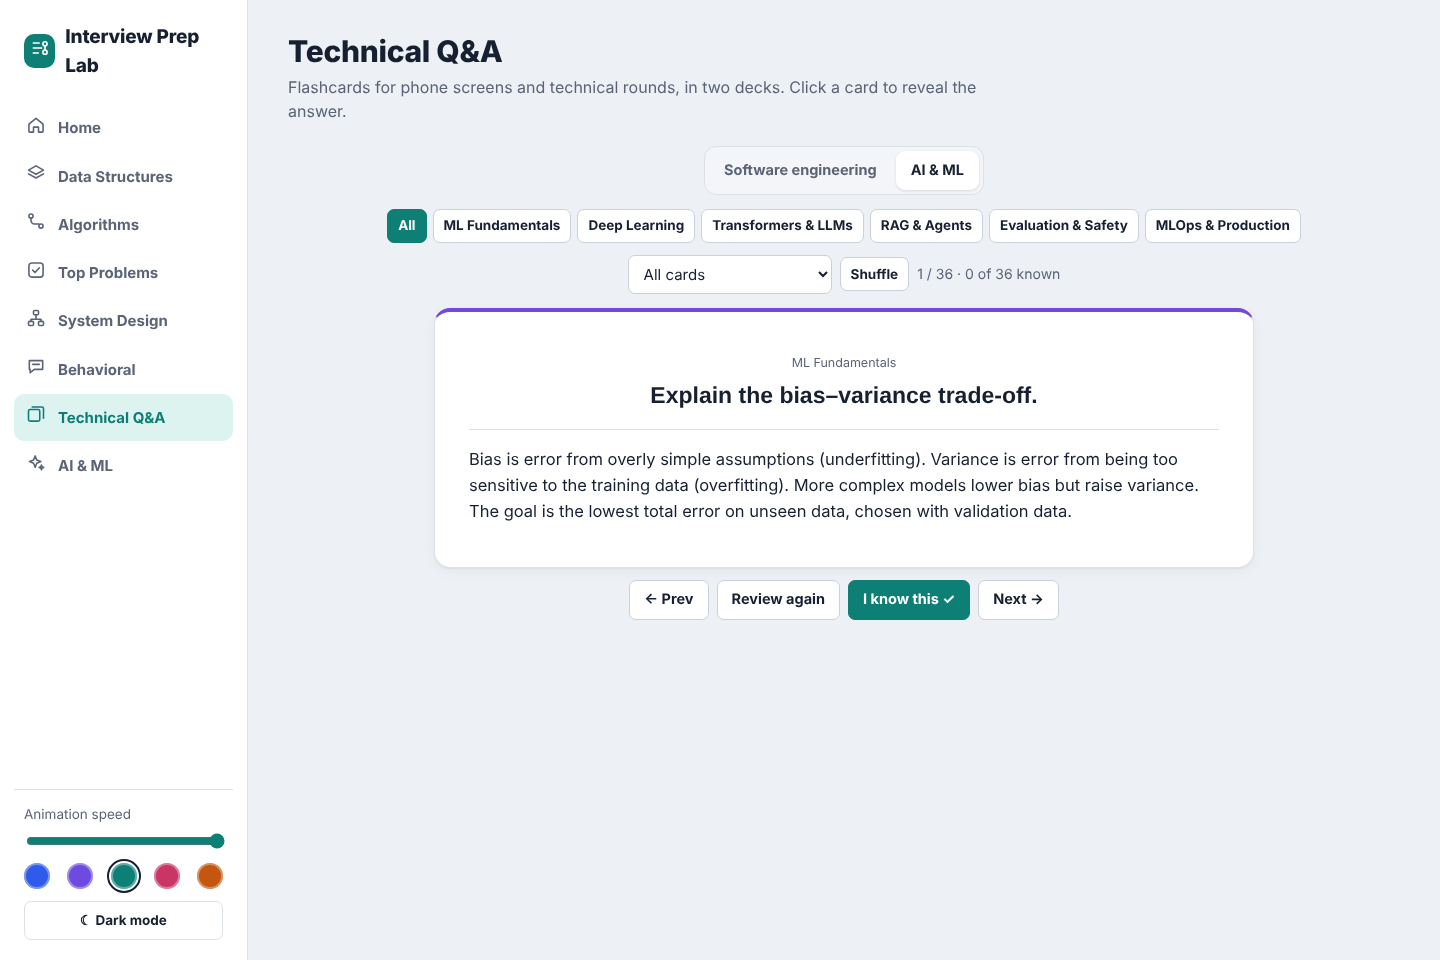 Interview Prep
Lab
Home
Data Structures
Algorithms
Top Problems
System Design
Behavioral
Technical Q&A
AI & ML
Animation speed
☾ Dark mode
Technical Q&A
Flashcards for phone screens and technical rounds, in two decks. Click a card to reveal the
answer.
Software engineering AI & ML
All ML Fundamentals Deep Learning Transformers & LLMs RAG & Agents Evaluation & Safety MLOps & Production
All cards Shuffle 1 / 36 · 0 of 36 known
ML Fundamentals
Explain the bias–variance trade-off.
Bias is error from overly simple assumptions (underfitting). Variance is error from being too
sensitive to the training data (overfitting). More complex models lower bias but raise variance.
The goal is the lowest total error on unseen data, chosen with validation data.
← Prev Review again I know this ✓ Next →